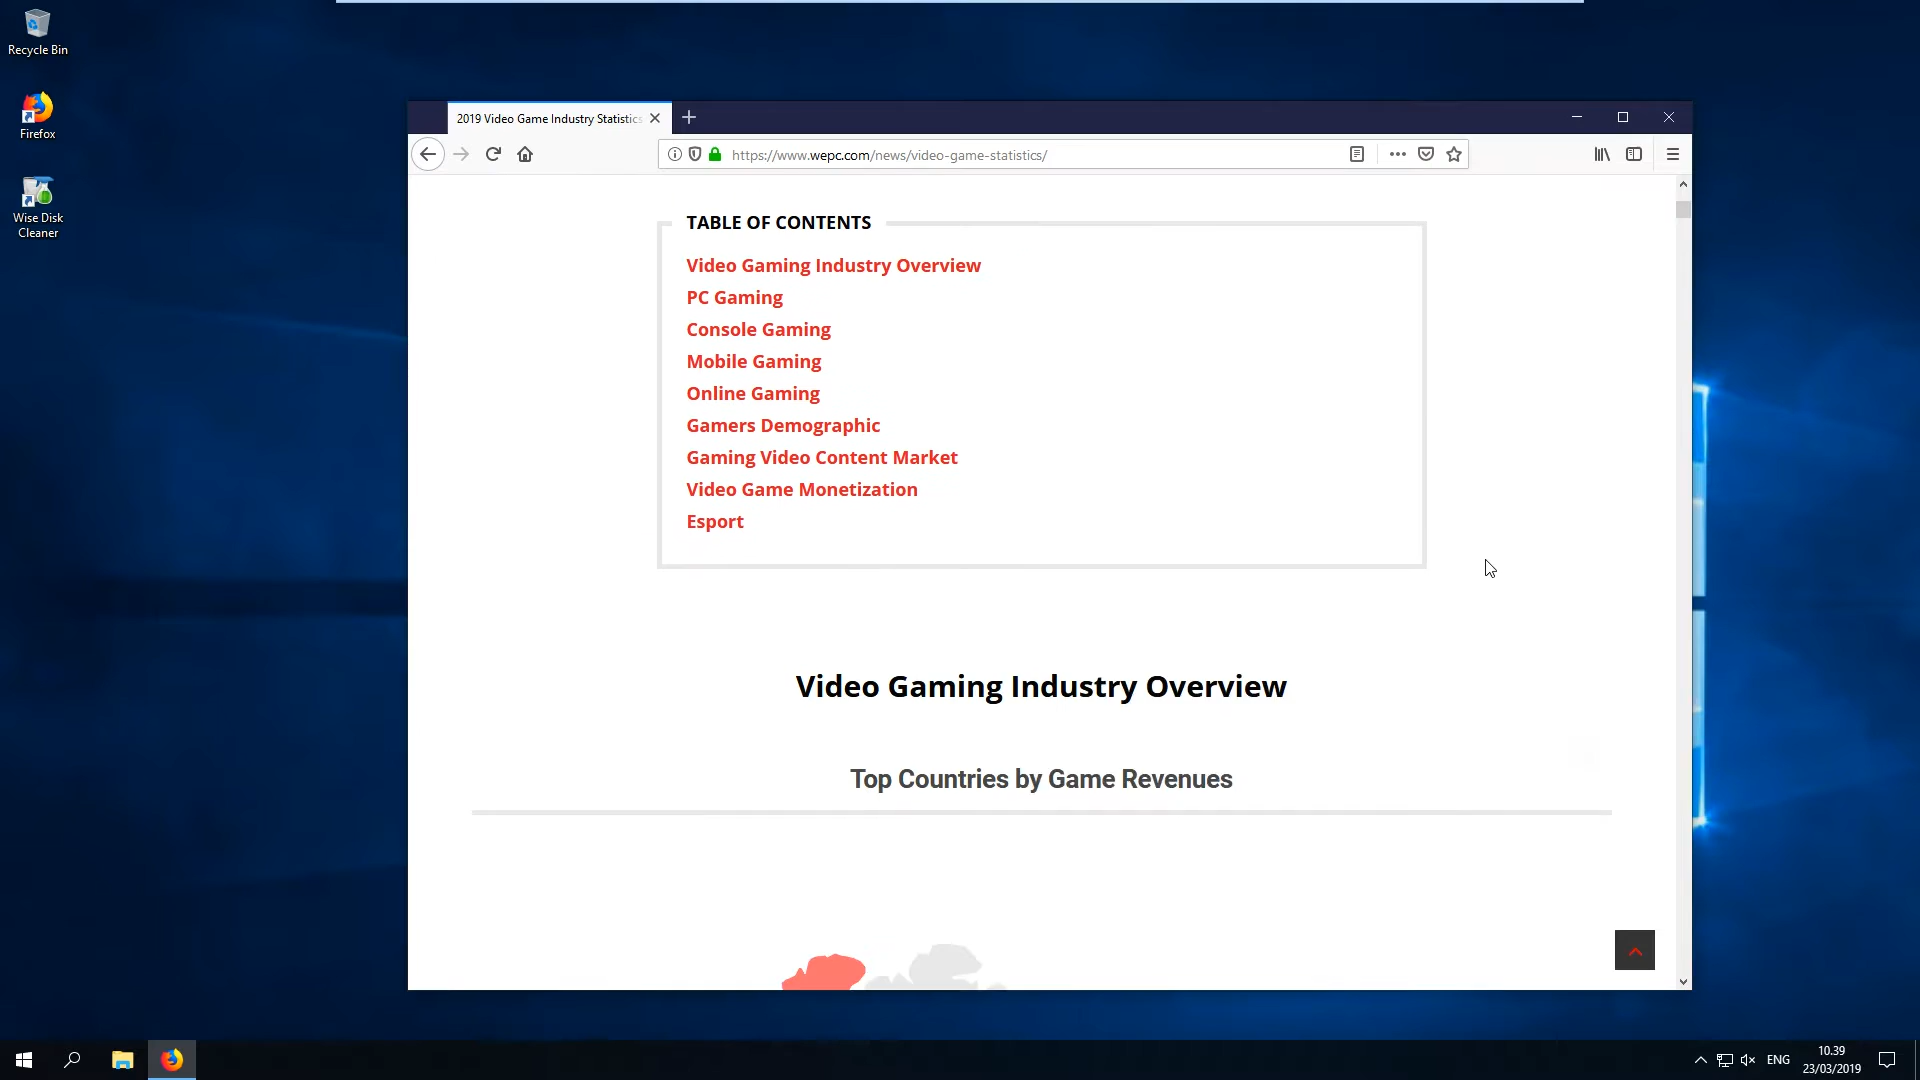 Recycle Bin
Firefox
Wise Disk
Cleaner
2019 Video Game Industry Statistics
https://www.wepc.com/news/video-game-statistics/
TABLE OF CONTENTS
Video Gaming Industry Overview
PC Gaming
Console Gaming
Mobile Gaming
Online Gaming
Gamers Demographic
Gaming Video Content Market
Video Game Monetization
Esport
Video Gaming Industry Overview
Top Countries by Game Revenues
ENG
10.39
23/03/2019